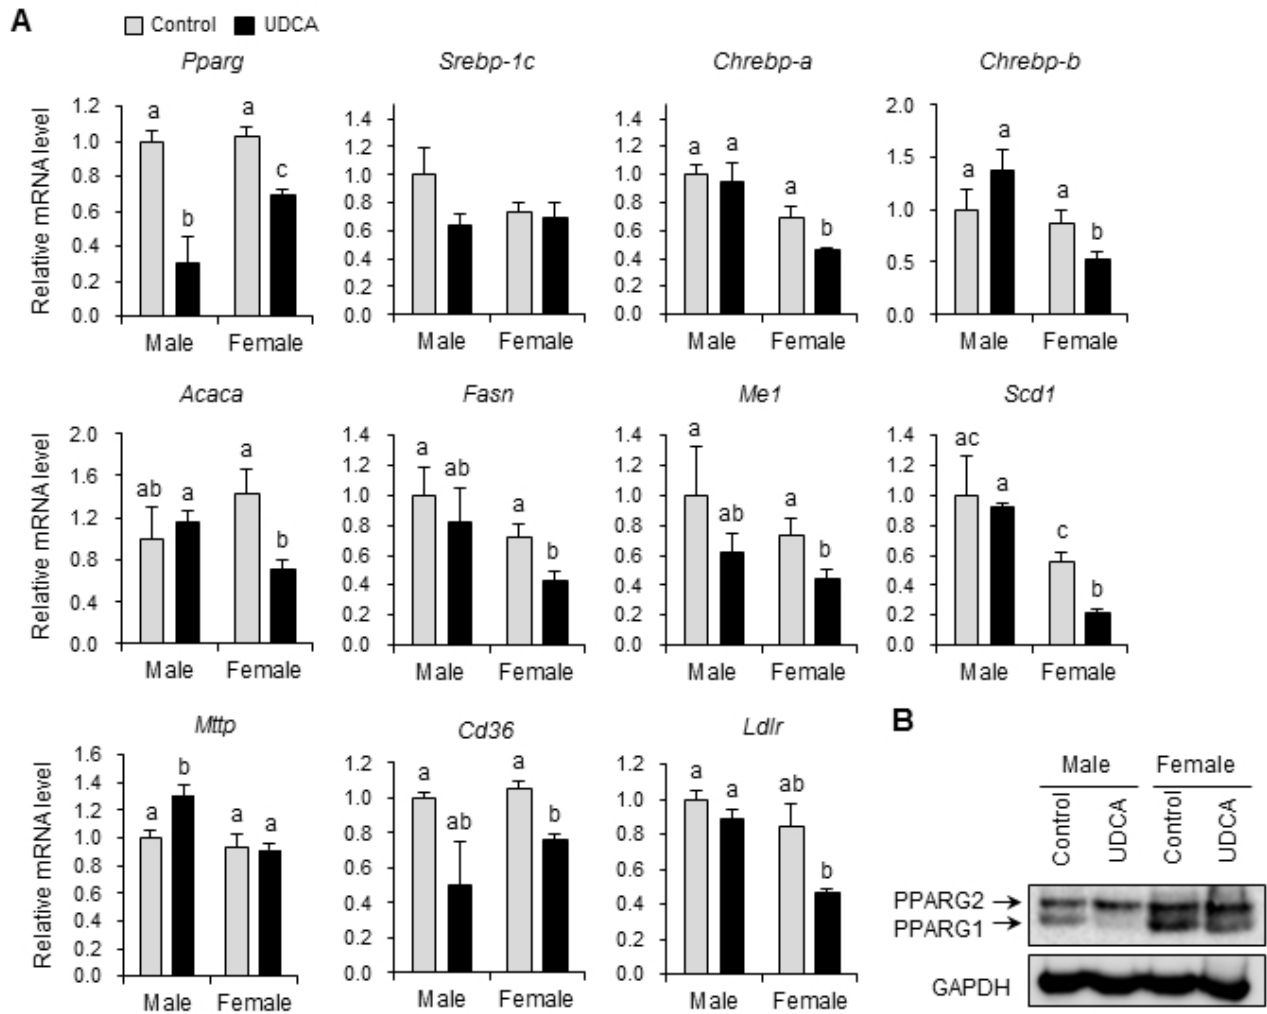 A
Control UDCA
Pparg
Relative mRNA level
1.2
1.0
0.8
0.6
0.4
0.2
0.0
a
b
a
c
Male Female
Srebp-1c
1.4
1.2
1.0
0.8
0.6
0.4
0.2
0.0
Male Female
Chrebp-a
1.4
1.2
1.0
0.8
0.6
0.4
0.2
0.0
a
a
a
b
Male Female
Chrebp-b
2.0
1.5
1.0
0.5
0.0
a
a
a
b
Male Female
Acaca
Relative mRNA level
2.0
1.6
1.2
0.8
0.4
0.0
ab
a
a
b
Male Female
Fasn
1.4
1.2
1.0
0.8
0.6
0.4
0.2
0.0
a
ab
a
b
Male Female
Me1
1.4
1.2
1.0
0.8
0.6
0.4
0.2
0.0
a
ab
a
b
Male Female
Scd1
1.4
1.2
1.0
0.8
0.6
0.4
0.2
0.0
ac
a
c
b
Male Female
Mttp
Relative mRNA level
1.6
1.4
1.2
1.0
0.8
0.6
0.4
0.2
0.0
a
b
a
a
Male Female
Cd36
1.2
1.0
0.8
0.6
0.4
0.2
0.0
a
ab
a
b
Male Female
Ldlr
1.2
1.0
0.8
0.6
0.4
0.2
0.0
a
a
ab
b
Male Female
B
Male Female
Control UDCA Control UDCA
PPARG2
PPARG1
GAPDH